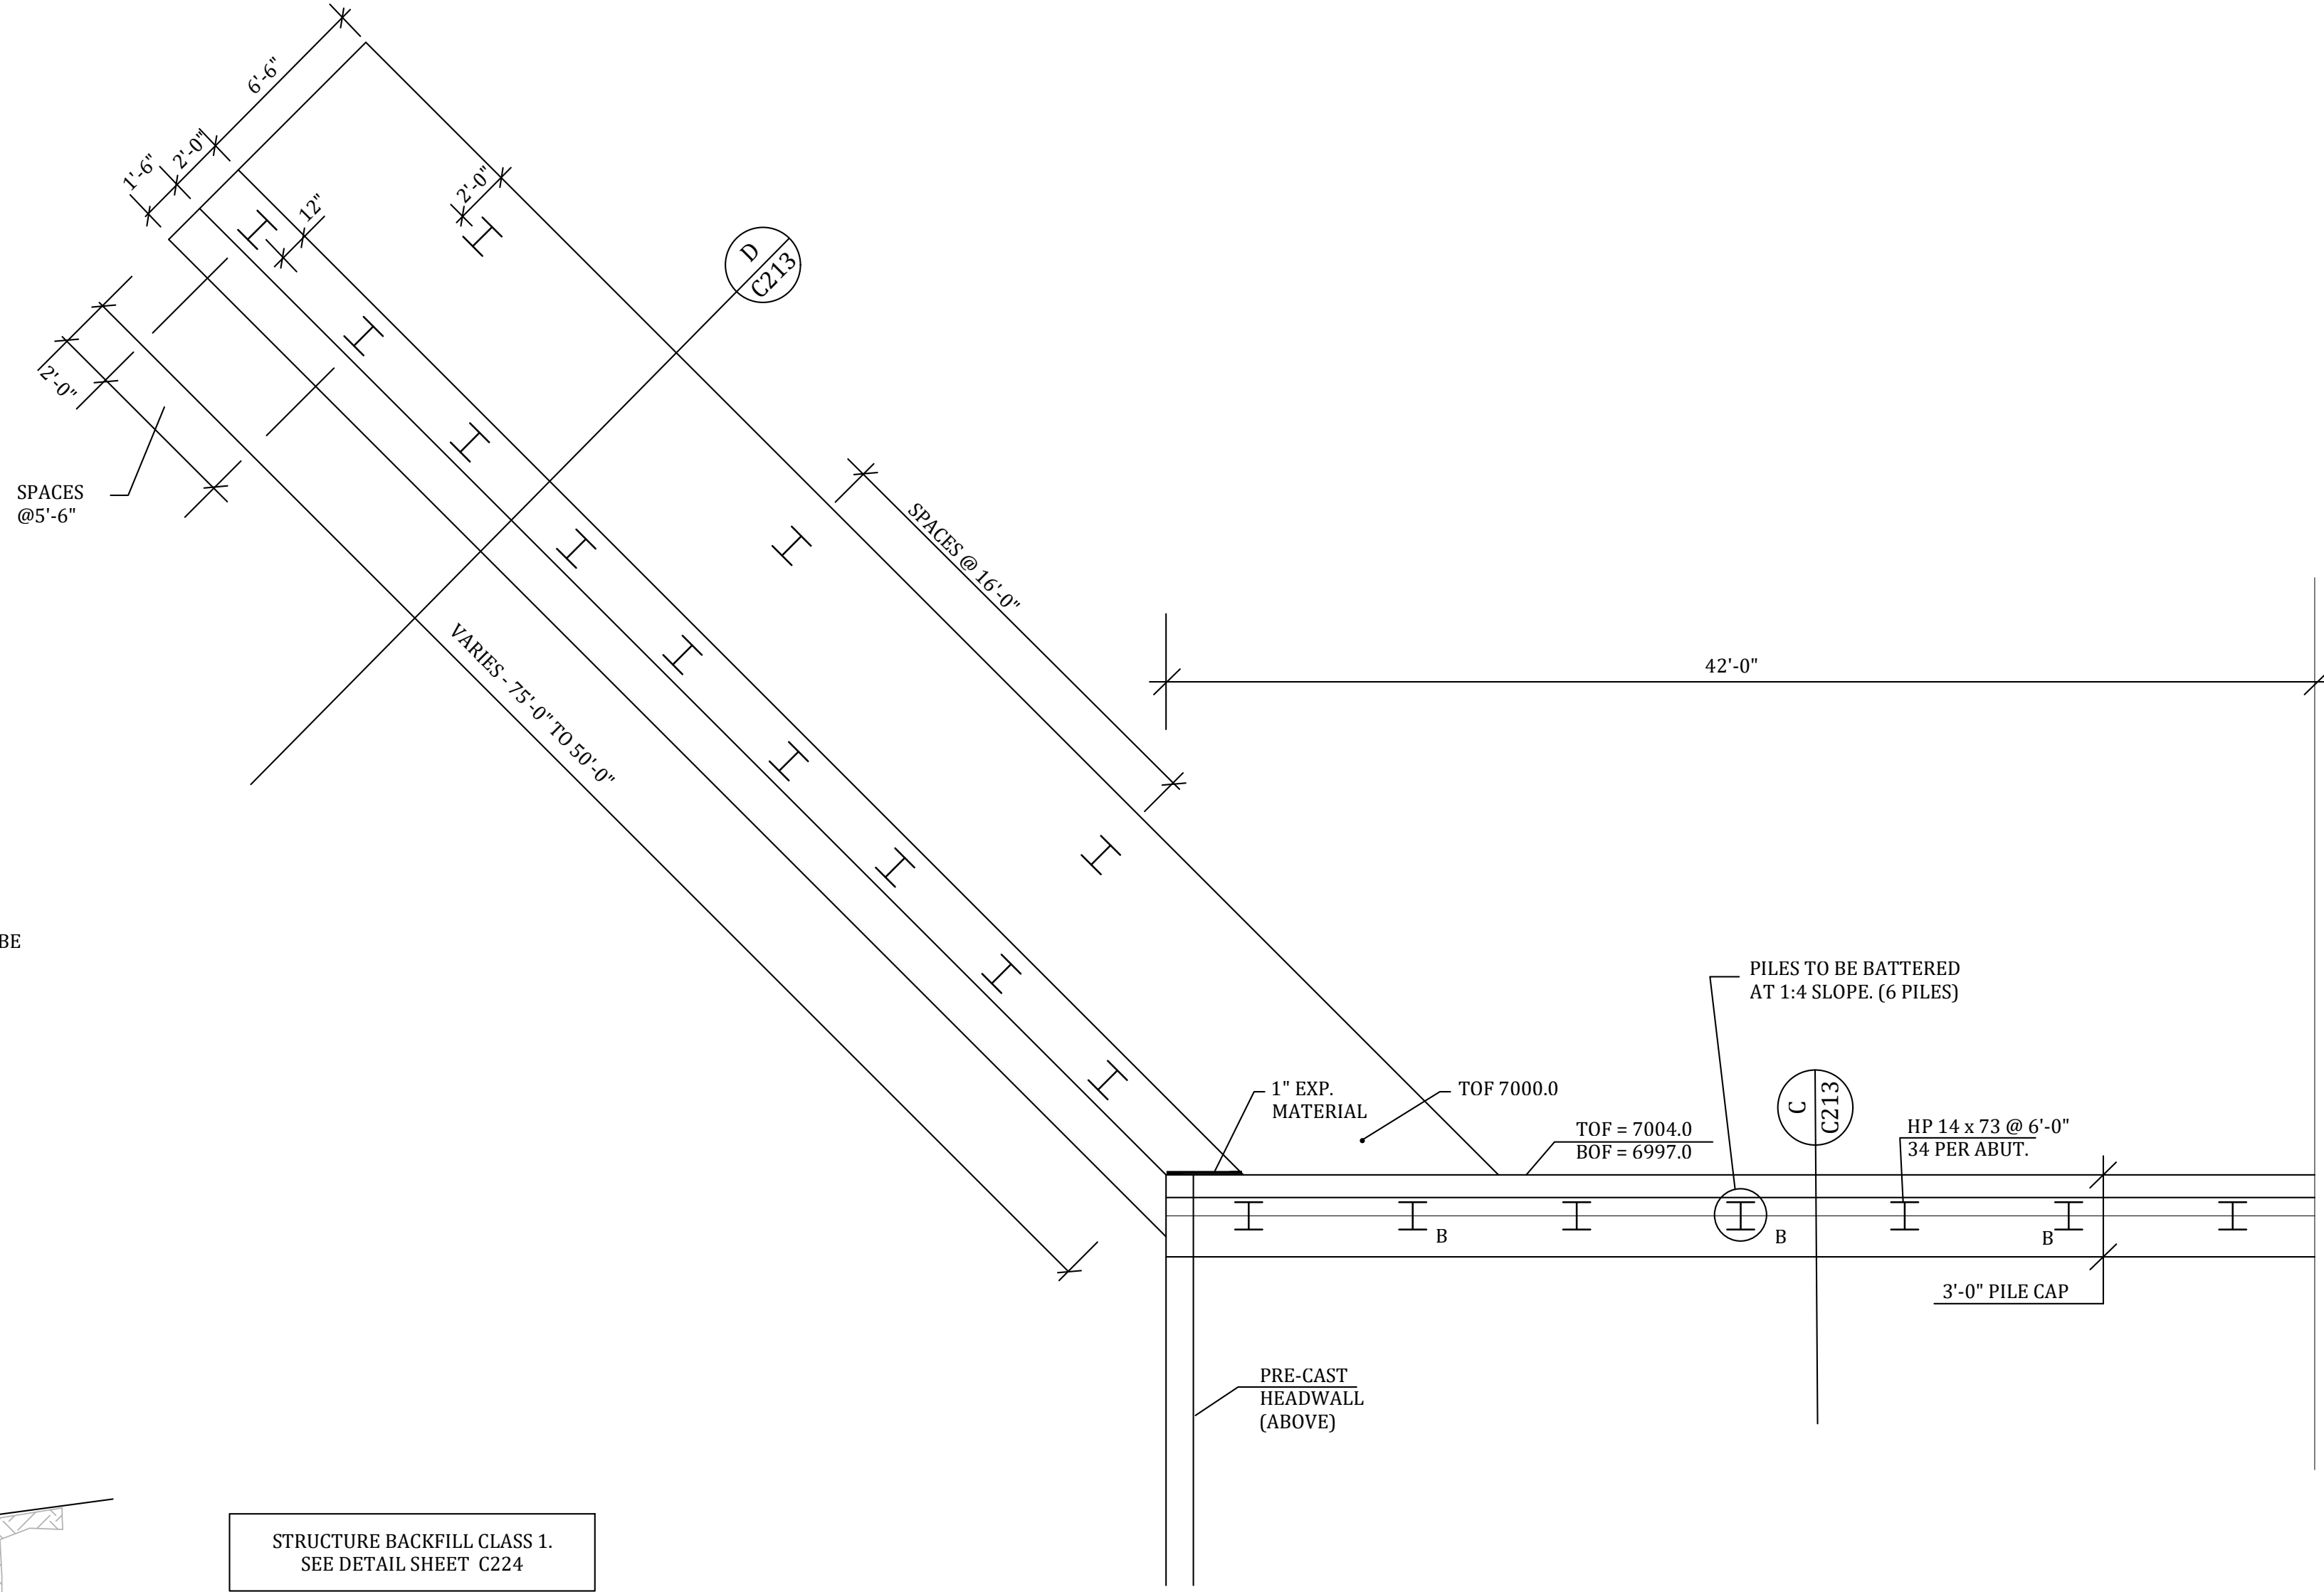 6'-6"
2'-0"
1'-6"
12"
2'-0"
D
C213
2'-0"
SPACES
@5'-6"
SPACES @ 16'-0"
VARIES - 75'-0" TO 50'-0"
42'-0"
BE
PILES TO BE BATTERED
AT 1:4 SLOPE. (6 PILES)
1" EXP.
MATERIAL
TOF 7000.0
TOF = 7004.0
BOF = 6997.0
C
C213
HP 14 x 73 @ 6'-0"
34 PER ABUT.
B
B
B
3'-0" PILE CAP
PRE-CAST
HEADWALL
(ABOVE)
STRUCTURE BACKFILL CLASS 1.
SEE DETAIL SHEET C224